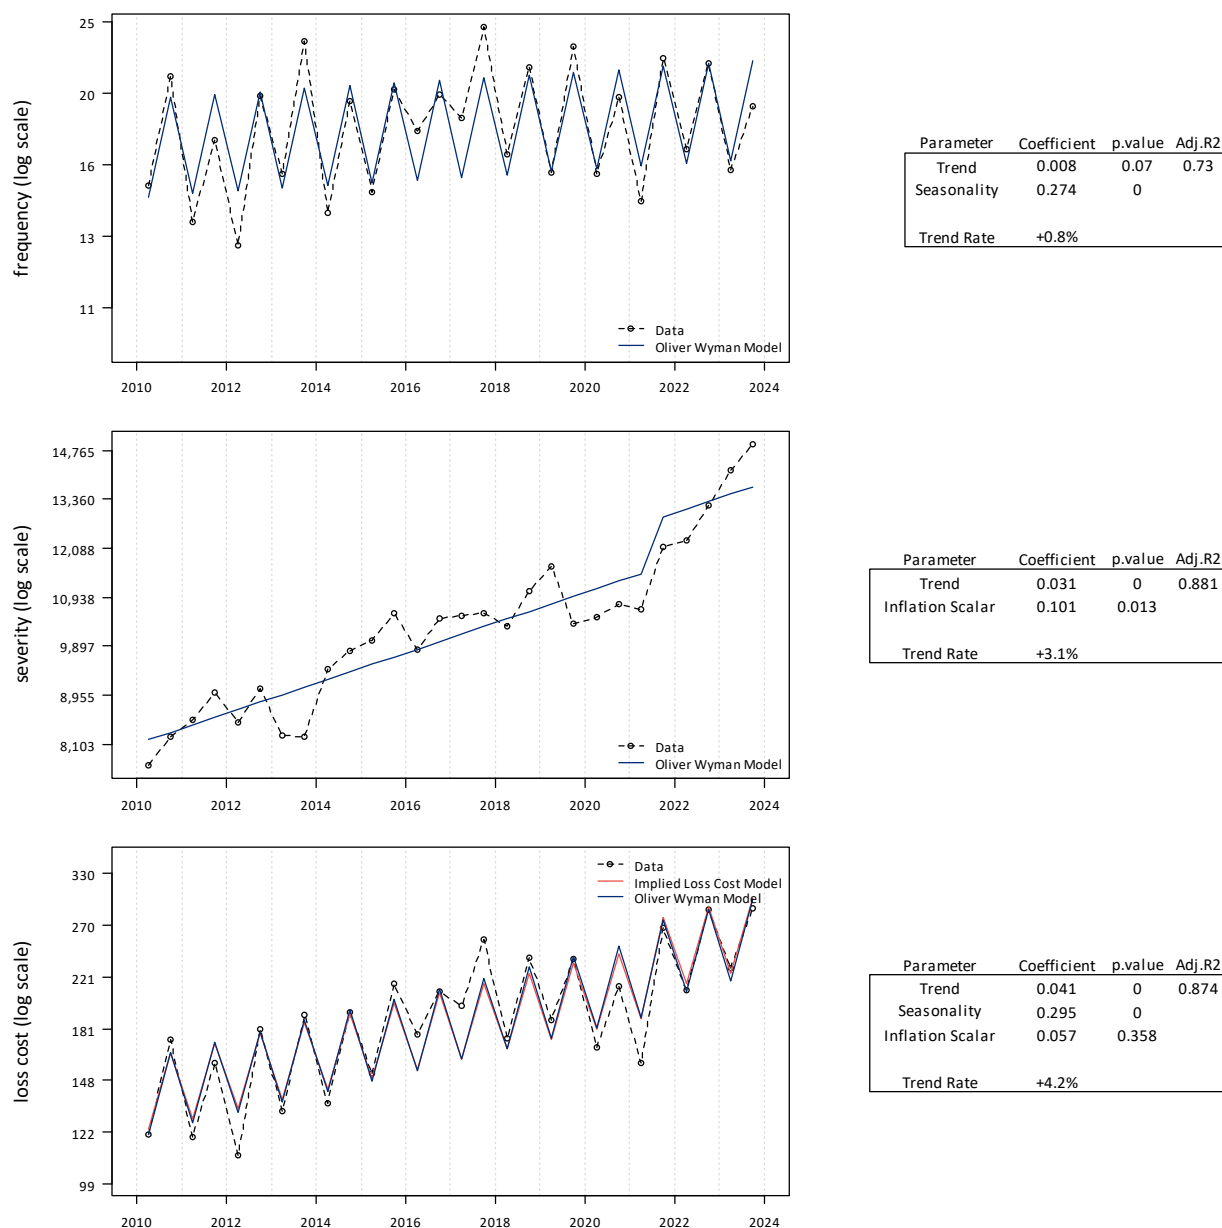 frequency (log scale)
25
20
16
13
11
Data
Oliver Wyman Model
2010 2012 2014 2016 2018 2020 2022 2024
Parameter Coefficient p.value Adj.R2
Trend 0.008 0.07 0.73
Seasonality 0.274 0
Trend Rate +0.8%
severity (log scale)
14,765
13,360
12,088
10,938
9,897
8,955
8,103
Data
Oliver Wyman Model
2010 2012 2014 2016 2018 2020 2022 2024
Parameter Coefficient p.value Adj.R2
Trend 0.031 0 0.881
Inflation Scalar 0.101 0.013
Trend Rate +3.1%
loss cost (log scale)
330
270
221
181
148
122
99
Data
Implied Loss Cost Model
Oliver Wyman Model
2010 2012 2014 2016 2018 2020 2022 2024
Parameter Coefficient p.value Adj.R2
Trend 0.041 0 0.874
Seasonality 0.295 0
Inflation Scalar 0.057 0.358
Trend Rate +4.2%